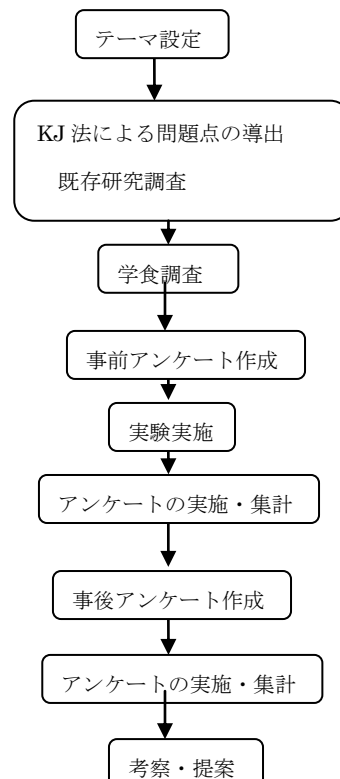 テーマ設定
KJ 法による問題点の導出
既存研究調査
学食調査
事前アンケート作成
実験実施
アンケートの実施・集計
事後アンケート作成
アンケートの実施・集計
考察・提案